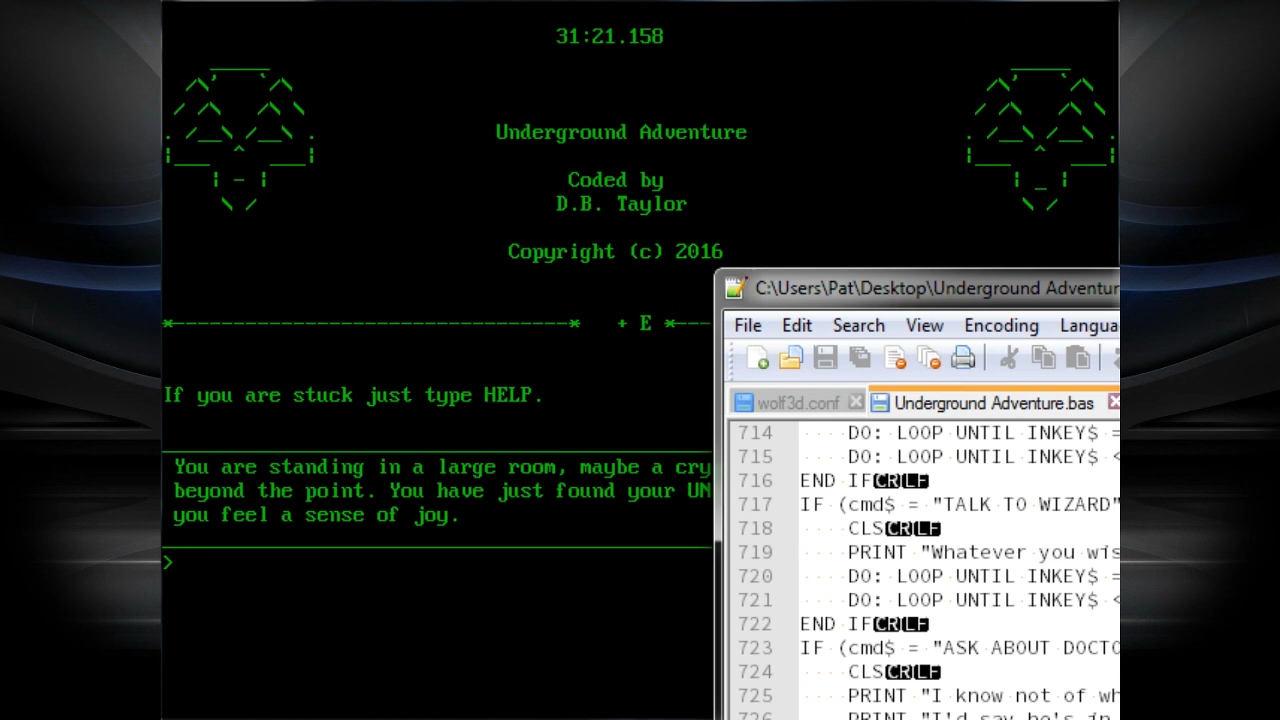 31:21.158
Underground Adventure
Coded by
D.B. Taylor
Copyright (c) 2016
+ E
If you are stuck just type HELP.
You are standing in a large room, maybe a cry
beyond the point. You have just found your UN
you feel a sense of joy.
>
C:\Users\Pat\Desktop\Underground Adventur
File Edit Search View Encoding Langua
wolf3d.conf Underground Adventure.bas
714 DO: LOOP UNTIL INKEY$ =
715 DO: LOOP UNTIL INKEY$ <
716 END IFCRLF
717 IF (cmd$ = "TALK TO WIZARD"
718 CLSCRLF
719 PRINT "Whatever you wis
720 DO: LOOP UNTIL INKEY$ =
721 DO: LOOP UNTIL INKEY$ <
722 END IFCRLF
723 IF (cmd$ = "ASK ABOUT DOCTO
724 CLSCRLF
725 PRINT "I know not of wh
726 PRINT "I'd say he's in